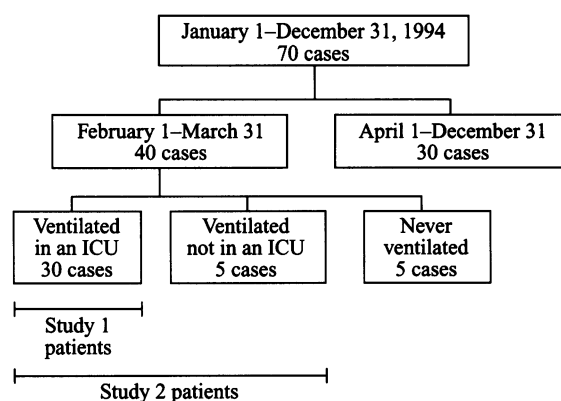 January 1–December 31, 1994
70 cases
February 1–March 31
40 cases
April 1–December 31
30 cases
Ventilated
in an ICU
30 cases
Ventilated
not in an ICU
5 cases
Never
ventilated
5 cases
Study 1
patients
Study 2 patients